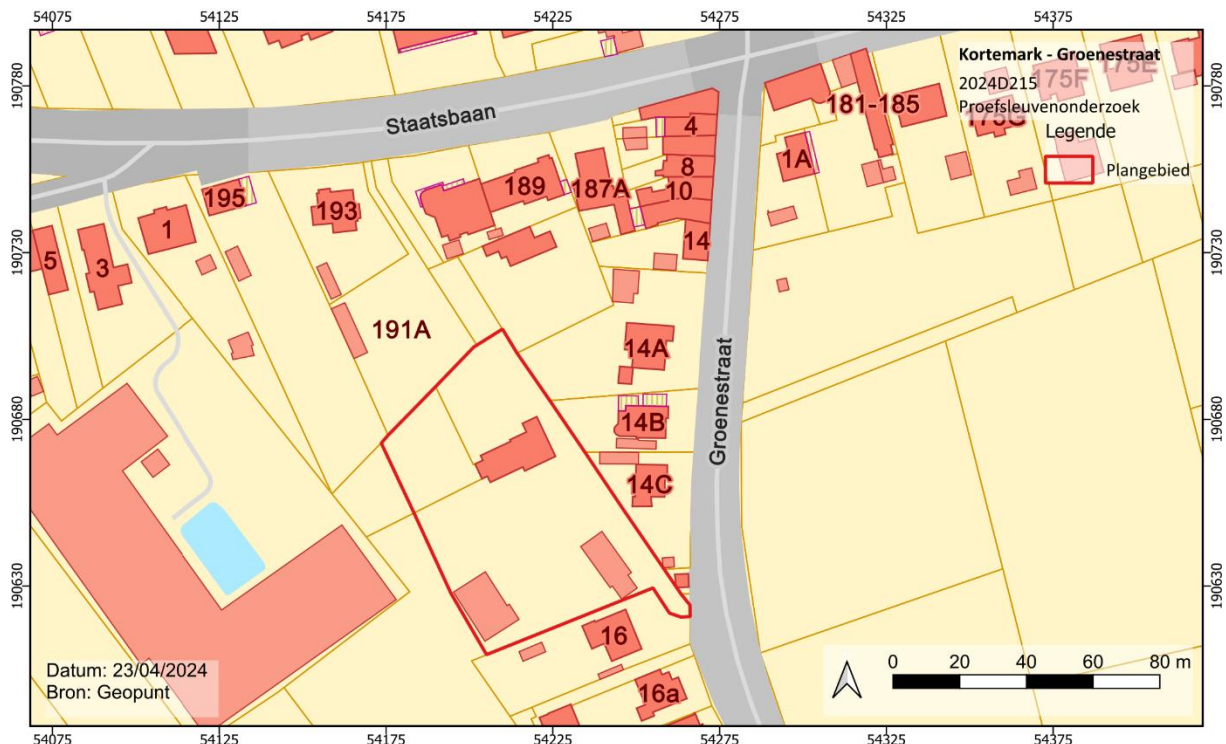 54075 54125 54175 54225 54275 54325 54375
190780 190780
Kortemark - Groenestraat
2024D215
Proefsleuvenonderzoek
Legende
Plangebied
175F 175E
181-185
175G
Staatsbaan
4
1A
8
189 187A
10
195
193
1
14
190730 190730
5
3
191A
14A
Groenestraat
190680 190680
14B
14C
190630 190630
16
16a
Datum: 23/04/2024
Bron: Geopunt
0 20 40 60 80 m
54075 54125 54175 54225 54275 54325 54375